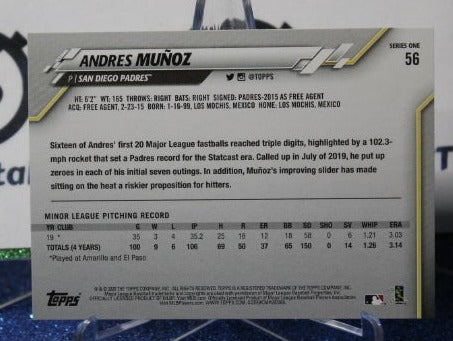 ANDRES MUÑOZ
SERIES ONE
56
P | SAN DIEGO PADRES™
@TOPPS
HT: 6'2" WT: 165 THROWS: RIGHT BATS: RIGHT SIGNED: PADRES-2015 AS FREE AGENT
ACQ: FREE AGENT, 2-23-15 BORN: 1-16-99, LOS MOCHIS, MEXICO HOME: LOS MOCHIS, MEXICO
Sixteen of Andres' first 20 Major League fastballs reached triple digits, highlighted by a 102.3-
mph rocket that set a Padres record for the Statcast era. Called up in July of 2019, he put up
zeroes in each of his initial seven outings. In addition, Muñoz's improving slider has made
sitting on the heat a riskier proposition for hitters.
MINOR LEAGUE PITCHING RECORD
YR CLUB G W L IP H R ER BB SO SHO SV WHIP ERA
19 * 35 3 4 35.2 25 16 12 18 58 0 6 1.21 3.03
TOTALS (4 YEARS) 100 9 6 106 69 50 37 65 150 0 14 1.26 3.14
*Played at Amarillo and El Paso
Topps